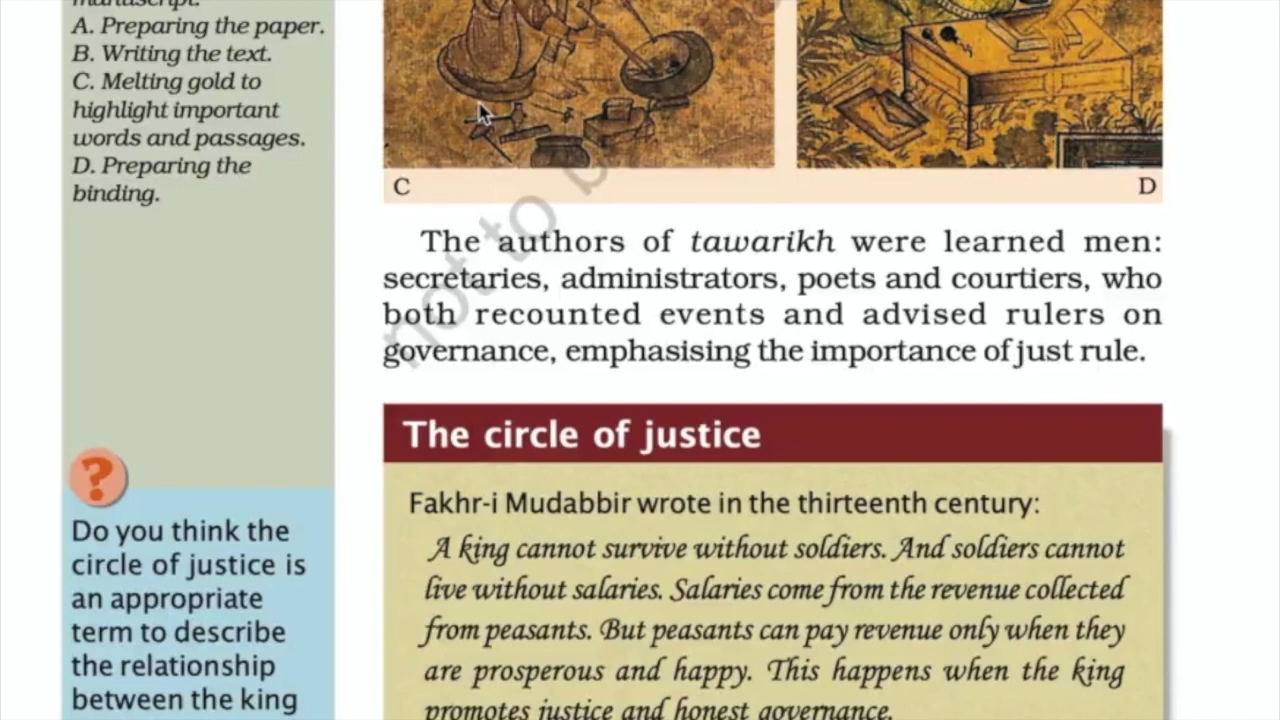 manuscript.
A. Preparing the paper.
B. Writing the text.
C. Melting gold to
highlight important
words and passages.
D. Preparing the
binding.
C
D
not to b
The authors of tawarikh were learned men:
secretaries, administrators, poets and courtiers, who
both recounted events and advised rulers on
governance, emphasising the importance of just rule.
?
Do you think the
circle of justice is
an appropriate
term to describe
the relationship
between the king
The circle of justice
Fakhr-i Mudabbir wrote in the thirteenth century:
A king cannot survive without soldiers. And soldiers cannot
live without salaries. Salaries come from the revenue collected
from peasants. But peasants can pay revenue only when they
are prosperous and happy. This happens when the king
promotes justice and honest governance.